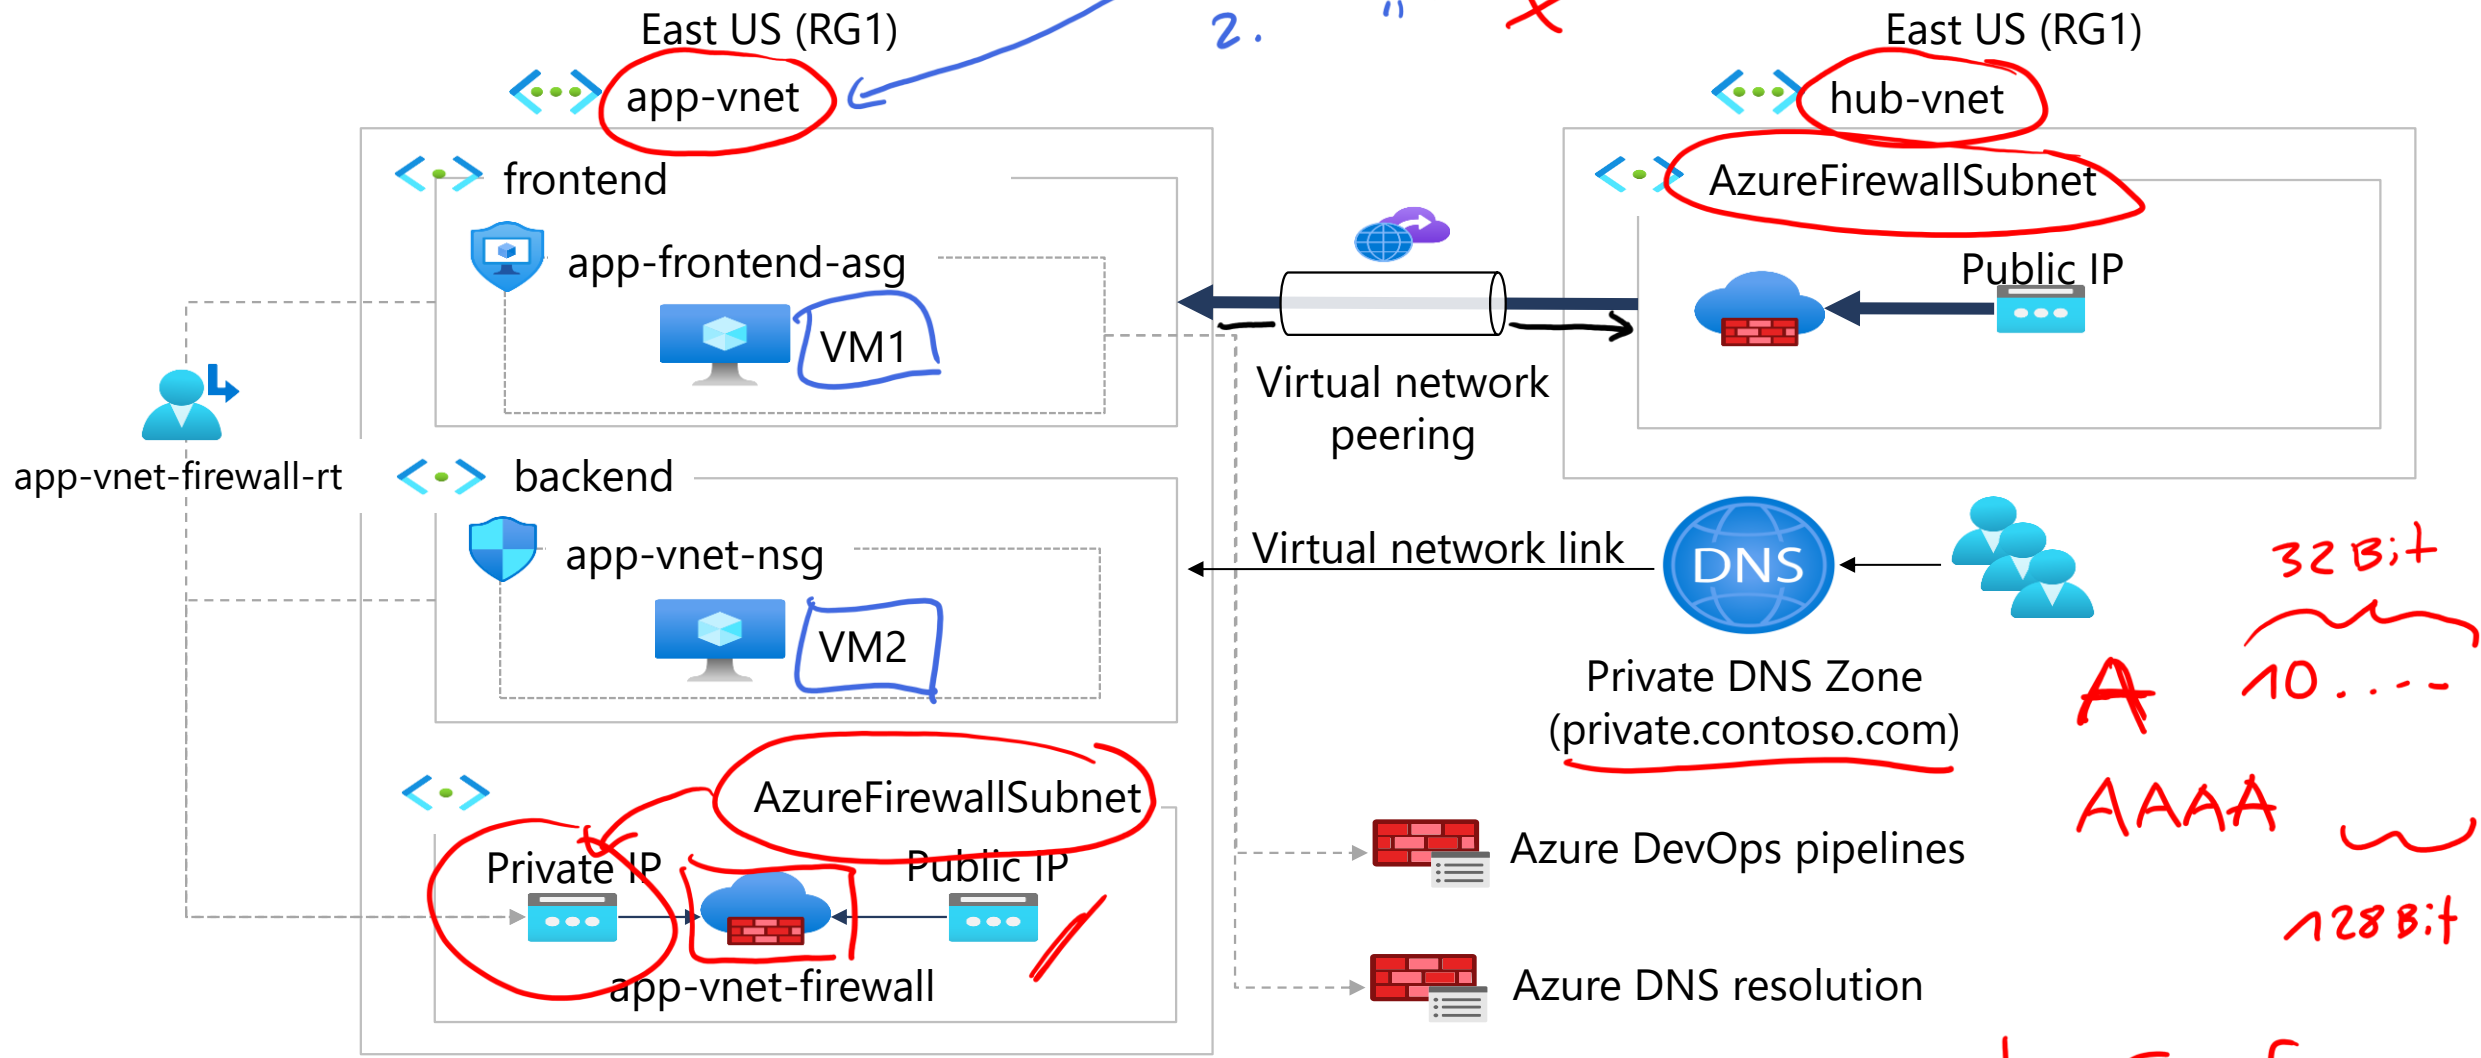 2. "
East US (RG1)
app-vnet
frontend
app-frontend-asg
VM1
app-vnet-firewall-rt
backend
app-vnet-nsg
VM2
AzureFirewallSubnet
Private IP
Public IP
app-vnet-firewall
Virtual network
peering
East US (RG1)
hub-vnet
AzureFirewallSubnet
Public IP
Virtual network link
DNS
Private DNS Zone
(private.contoso.com)
Azure DevOps pipelines
Azure DNS resolution
32 Bit
A 10.
AAAA
128 Bit